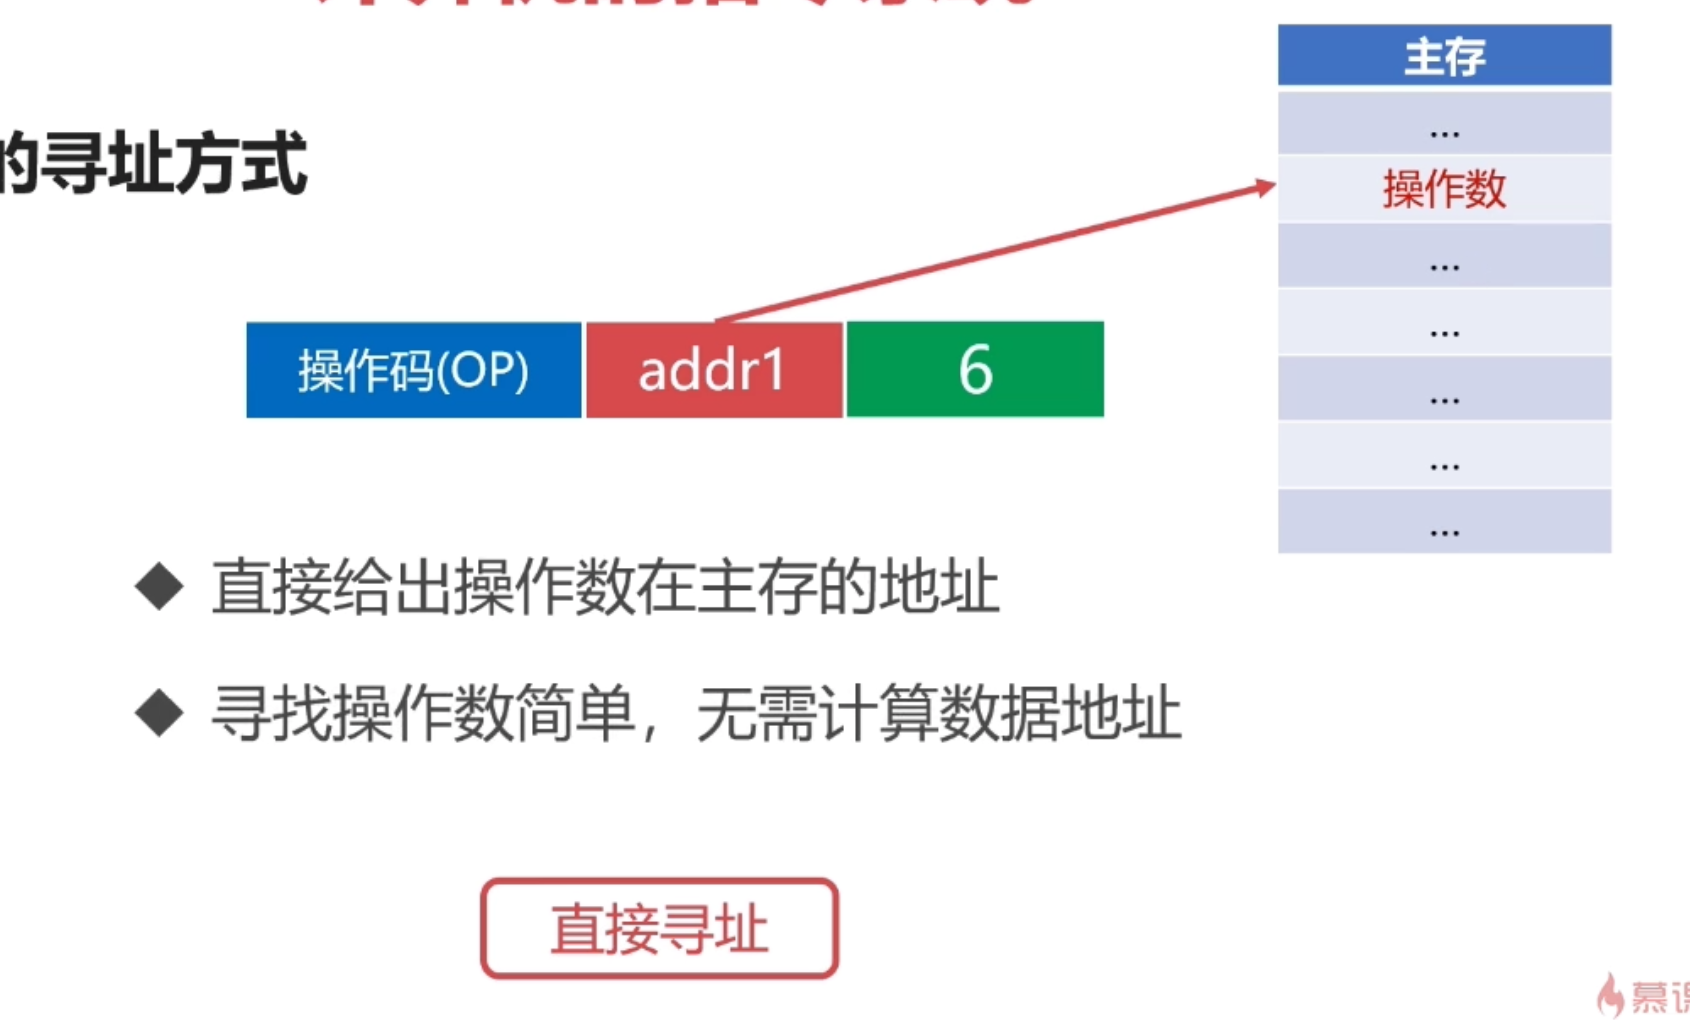 的寻址方式
主存
...
操作数
...
...
...
...
...
操作码(OP) addr1 6
◆ 直接给出操作数在主存的地址
◆ 寻找操作数简单，无需计算数据地址
直接寻址
慕课